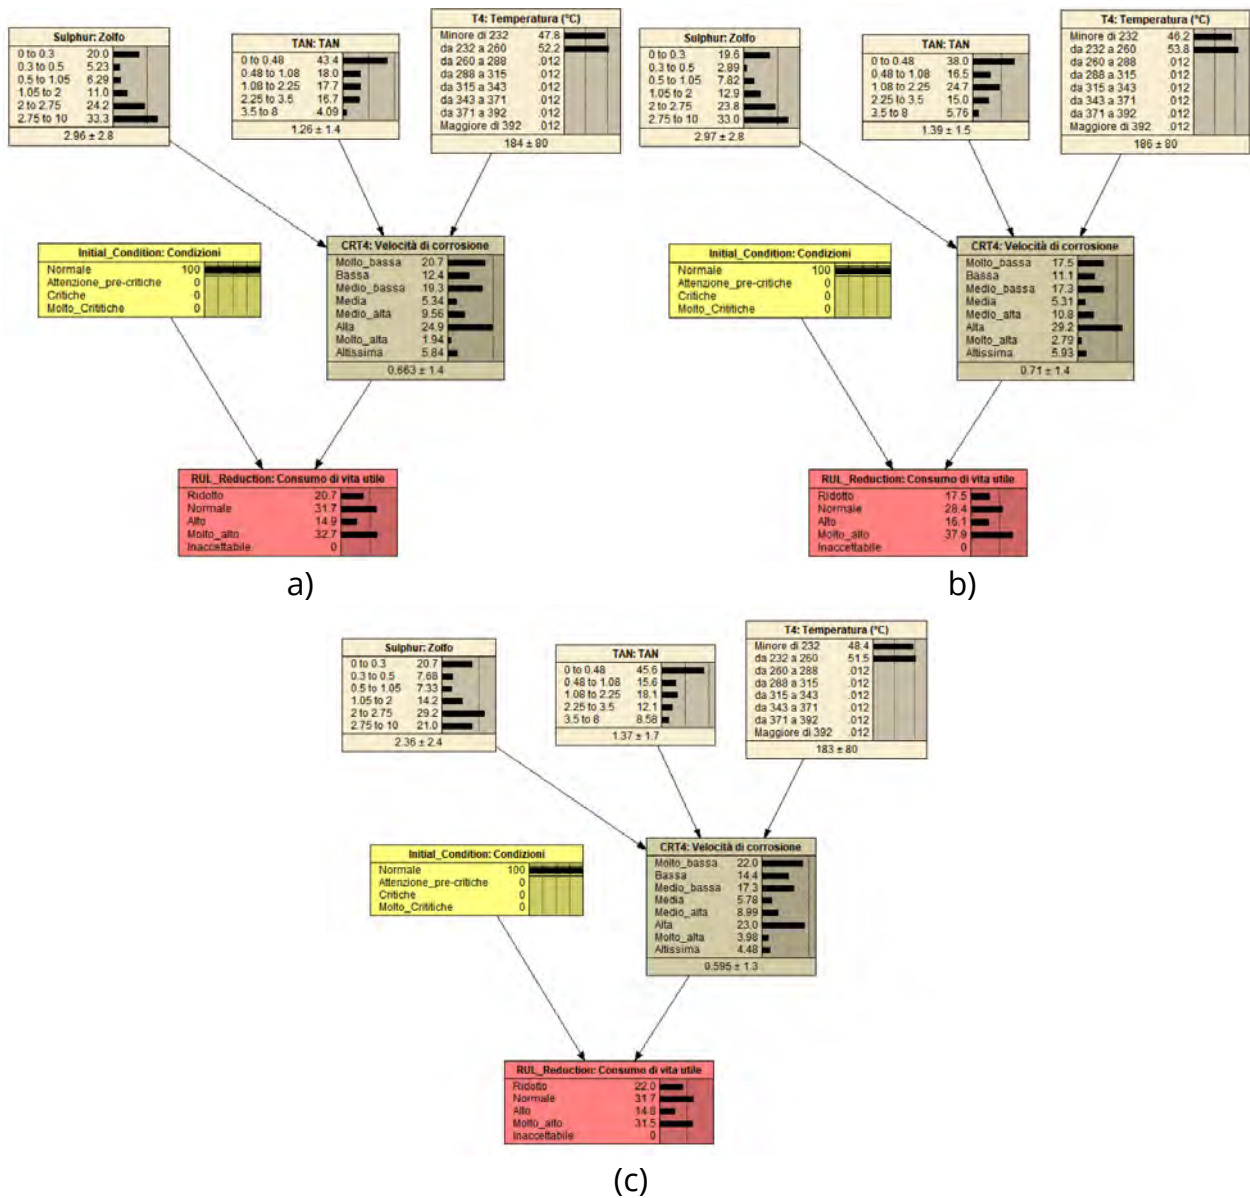 Sulphur: Zolfo
0 to 0.3 20.0
0.3 to 0.5 5.23
0.5 to 1.05 6.29
1.05 to 2 11.0
2 to 2.75 24.2
2.75 to 10 33.3
2.96 ± 2.8
TAN: TAN
0 to 0.48 43.4
0.48 to 1.08 18.0
1.08 to 2.25 17.7
2.25 to 3.5 16.7
3.5 to 8 4.09
1.26 ± 1.4
T4: Temperatura (°C)
Minore di 232 47.8
da 232 a 260 52.2
da 260 a 288 .012
da 288 a 315 .012
da 315 a 343 .012
da 343 a 371 .012
da 371 a 392 .012
Maggiore di 392 .012
184 ± 80
Initial_Condition: Condizioni
Normale 100
Attenzione_pre-critiche 0
Critiche 0
Molto_Crititiche 0
CRT4: Velocità di corrosione
Molto_bassa 20.7
Bassa 12.4
Medio_bassa 19.3
Media 5.34
Medio_alta 9.56
Alta 24.9
Molto_alta 1.94
Altissima 5.84
0.663 ± 1.4
RUL_Reduction: Consumo di vita utile
Ridotto 20.7
Normale 31.7
Alto 14.9
Molto_alto 32.7
Inaccettabile 0
a)
Sulphur: Zolfo
0 to 0.3 19.6
0.3 to 0.5 2.89
0.5 to 1.05 7.82
1.05 to 2 12.9
2 to 2.75 23.8
2.75 to 10 33.0
2.97 ± 2.8
TAN: TAN
0 to 0.48 38.0
0.48 to 1.08 16.5
1.08 to 2.25 24.7
2.25 to 3.5 15.0
3.5 to 8 5.76
1.39 ± 1.5
T4: Temperatura (°C)
Minore di 232 46.2
da 232 a 260 53.8
da 260 a 288 .012
da 288 a 315 .012
da 315 a 343 .012
da 343 a 371 .012
da 371 a 392 .012
Maggiore di 392 .012
186 ± 80
Initial_Condition: Condizioni
Normale 100
Attenzione_pre-critiche 0
Critiche 0
Molto_Crititiche 0
CRT4: Velocità di corrosione
Molto_bassa 17.5
Bassa 11.1
Medio_bassa 17.3
Media 5.31
Medio_alta 10.8
Alta 29.2
Molto_alta 2.79
Altissima 5.93
0.71 ± 1.4
RUL_Reduction: Consumo di vita utile
Ridotto 17.5
Normale 28.4
Alto 16.1
Molto_alto 37.9
Inaccettabile 0
b)
Sulphur: Zolfo
0 to 0.3 20.7
0.3 to 0.5 7.68
0.5 to 1.05 7.33
1.05 to 2 14.2
2 to 2.75 29.2
2.75 to 10 21.0
2.36 ± 2.4
TAN: TAN
0 to 0.48 45.6
0.48 to 1.08 15.6
1.08 to 2.25 18.1
2.25 to 3.5 12.1
3.5 to 8 8.58
1.37 ± 1.7
T4: Temperatura (°C)
Minore di 232 48.4
da 232 a 260 51.5
da 260 a 288 .012
da 288 a 315 .012
da 315 a 343 .012
da 343 a 371 .012
da 371 a 392 .012
Maggiore di 392 .012
183 ± 80
Initial_Condition: Condizioni
Normale 100
Attenzione_pre-critiche 0
Critiche 0
Molto_Crititiche 0
CRT4: Velocità di corrosione
Molto_bassa 22.0
Bassa 14.4
Medio_bassa 17.3
Media 5.78
Medio_alta 8.99
Alta 23.0
Molto_alta 3.98
Altissima 4.48
0.595 ± 1.3
RUL_Reduction: Consumo di vita utile
Ridotto 22.0
Normale 31.7
Alto 14.8
Molto_alto 31.5
Inaccettabile 0
(c)